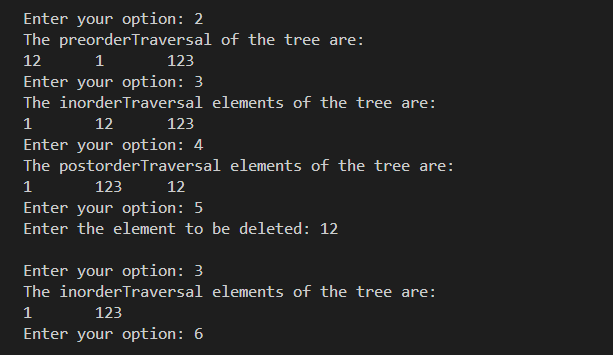 Enter your option: 2
The preorderTraversal of the tree are:
12 1 123
Enter your option: 3
The inorderTraversal elements of the tree are:
1 12 123
Enter your option: 4
The postorderTraversal elements of the tree are:
1 123 12
Enter your option: 5
Enter the element to be deleted: 12
Enter your option: 3
The inorderTraversal elements of the tree are:
1 123
Enter your option: 6